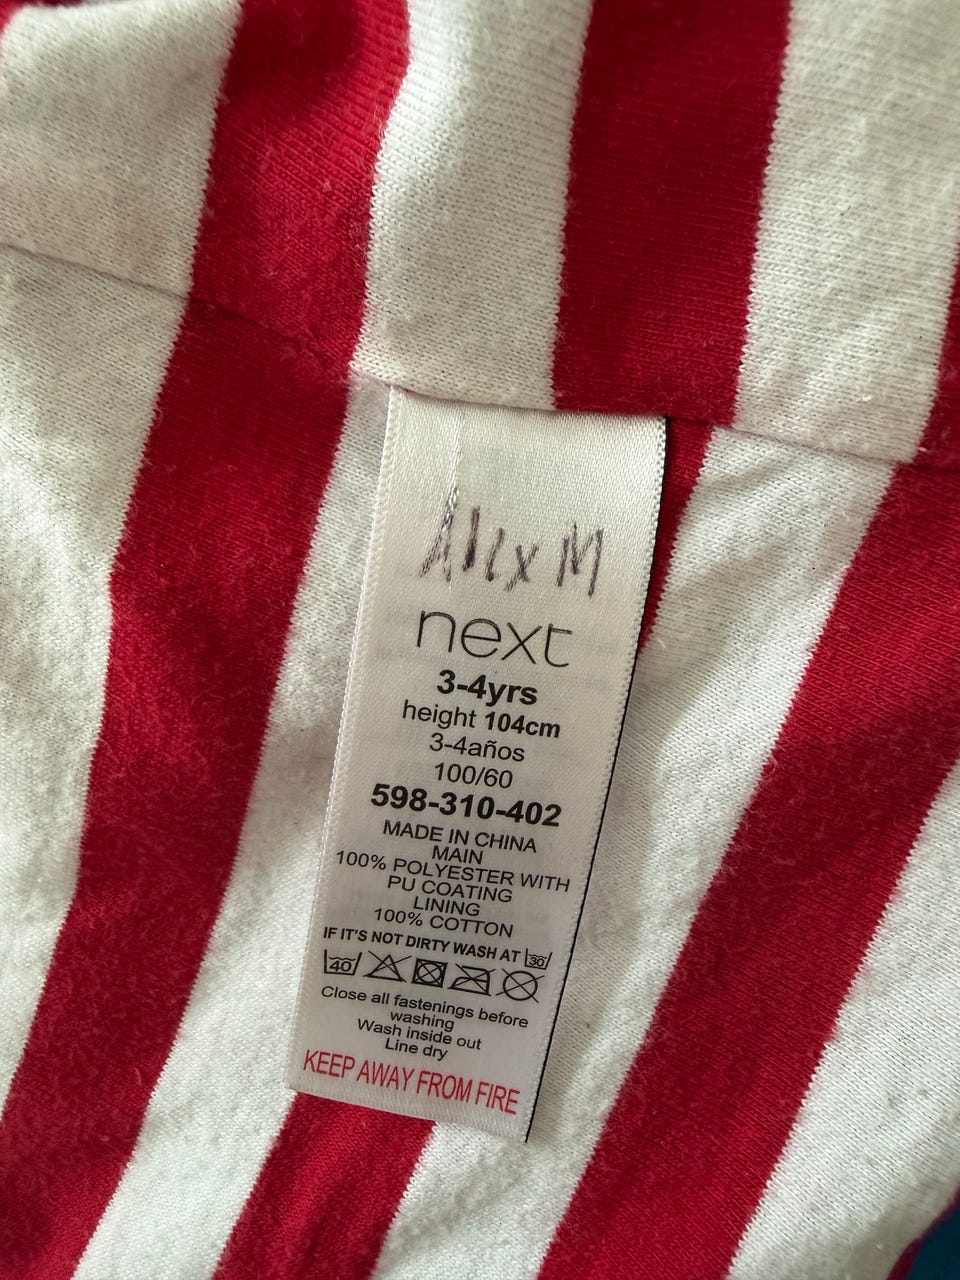 Alex M
next
3-4yrs
height 104cm
3-4años
100/60
598-310-402
MADE IN CHINA
MAIN
100% POLYESTER WITH
PU COATING
LINING
100% COTTON
IF IT'S NOT DIRTY WASH AT 30
40
Close all fastenings before
washing
Wash inside out
Line dry
KEEP AWAY FROM FIRE